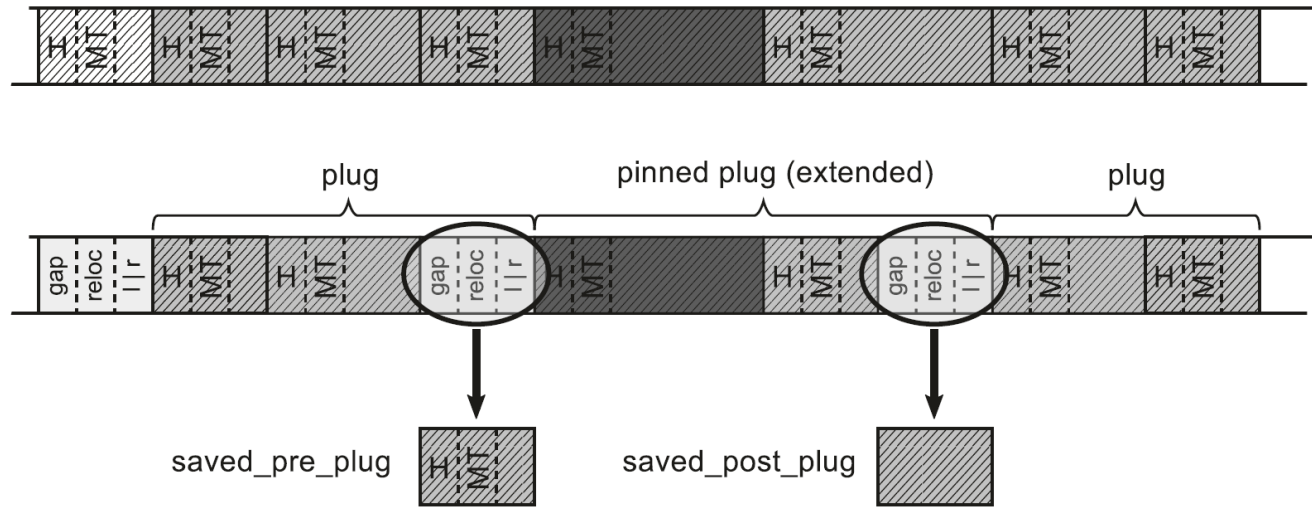 H MT H MT H MT H MT H MT H MT H MT H MT
plug pinned plug (extended) plug
gap reloc l | r H MT H MT gap reloc l | r H MT H MT gap reloc l | r H MT H MT
saved_pre_plug H MT saved_post_plug